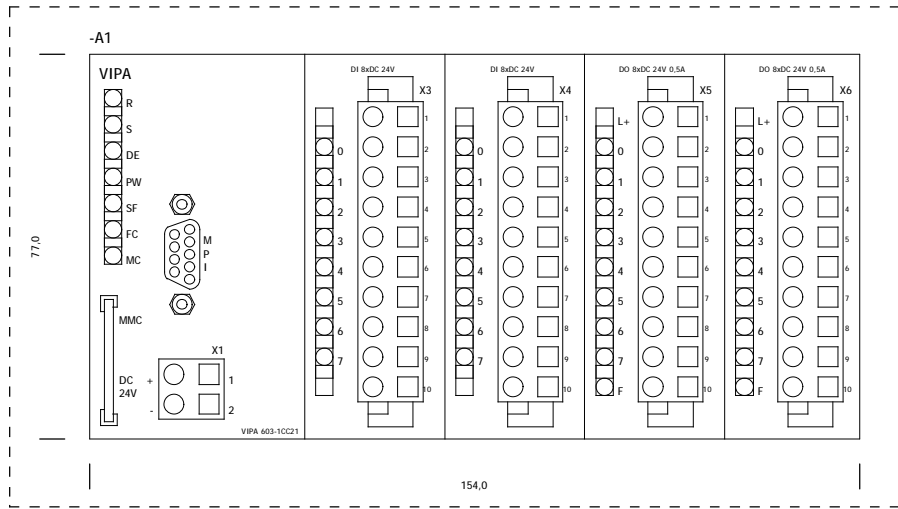 -A1
VIPA
R
S
DE
PW
SF
FC
MC
MPI
MMC
DC
24V
X1
+ 1
- 2
VIPA 603-1CC21
DI 8xDC 24V
X3
1
0 2
1 3
2 4
3 5
4 6
5 7
6 8
7 9
10
DI 8xDC 24V
X4
1
0 2
1 3
2 4
3 5
4 6
5 7
6 8
7 9
10
DO 8xDC 24V 0,5A
X5
L+ 1
0 2
1 3
2 4
3 5
4 6
5 7
6 8
7 9
F 10
DO 8xDC 24V 0,5A
X6
L+ 1
0 2
1 3
2 4
3 5
4 6
5 7
6 8
7 9
F 10
77,0
154,0